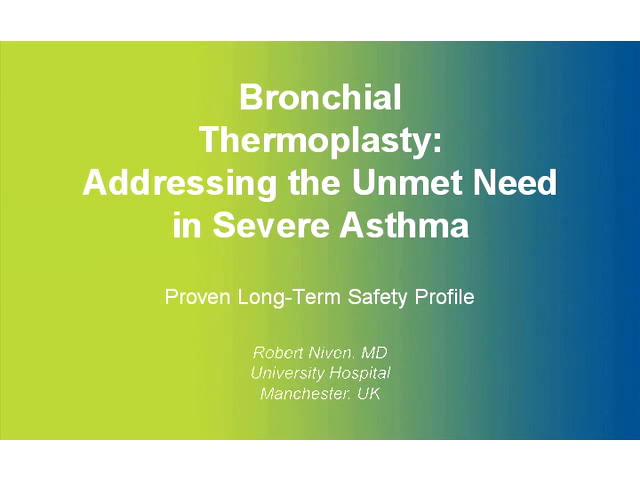 Bronchial
Thermoplasty:
Addressing the Unmet Need
in Severe Asthma
Proven Long-Term Safety Profile
Robert Niven, MD
University Hospital
Manchester, UK